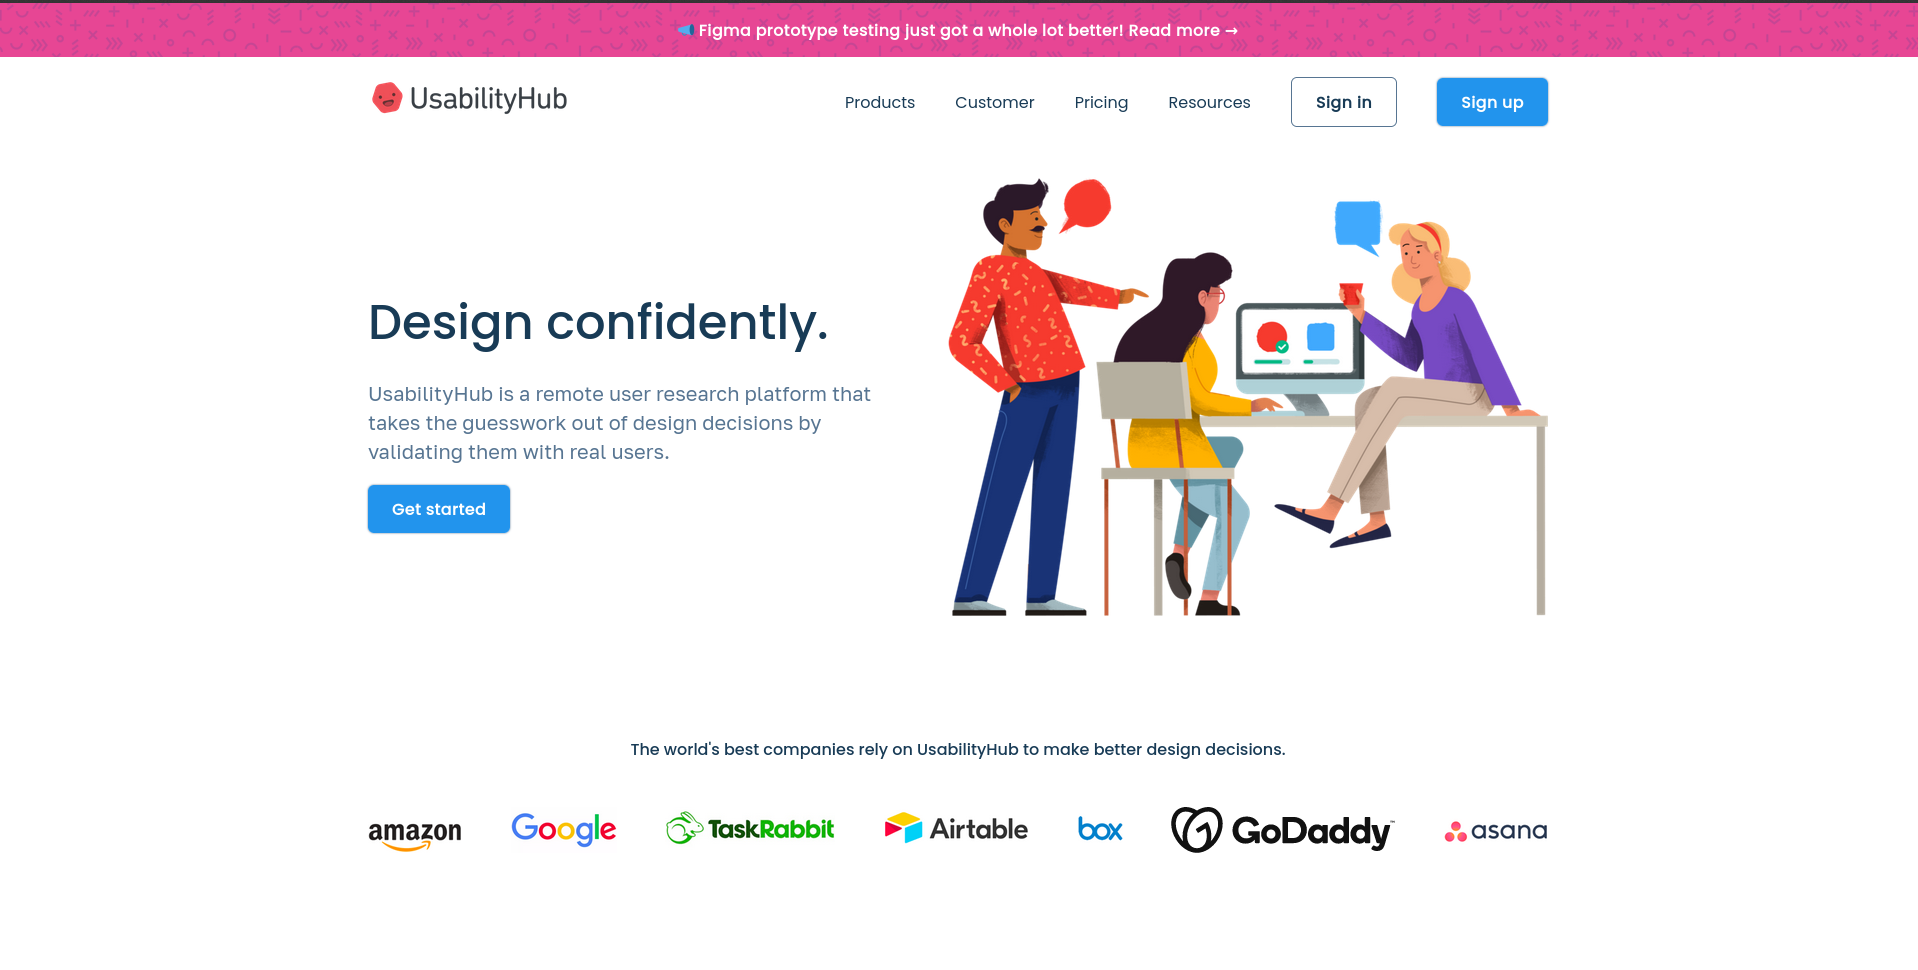 Figma prototype testing just got a whole lot better! Read more →
UsabilityHub
Products Customer Pricing Resources Sign in Sign up
Design confidently.
UsabilityHub is a remote user research platform that
takes the guesswork out of design decisions by
validating them with real users.
Get started
The world's best companies rely on UsabilityHub to make better design decisions.
amazon Google TaskRabbit Airtable box GoDaddy™ asana